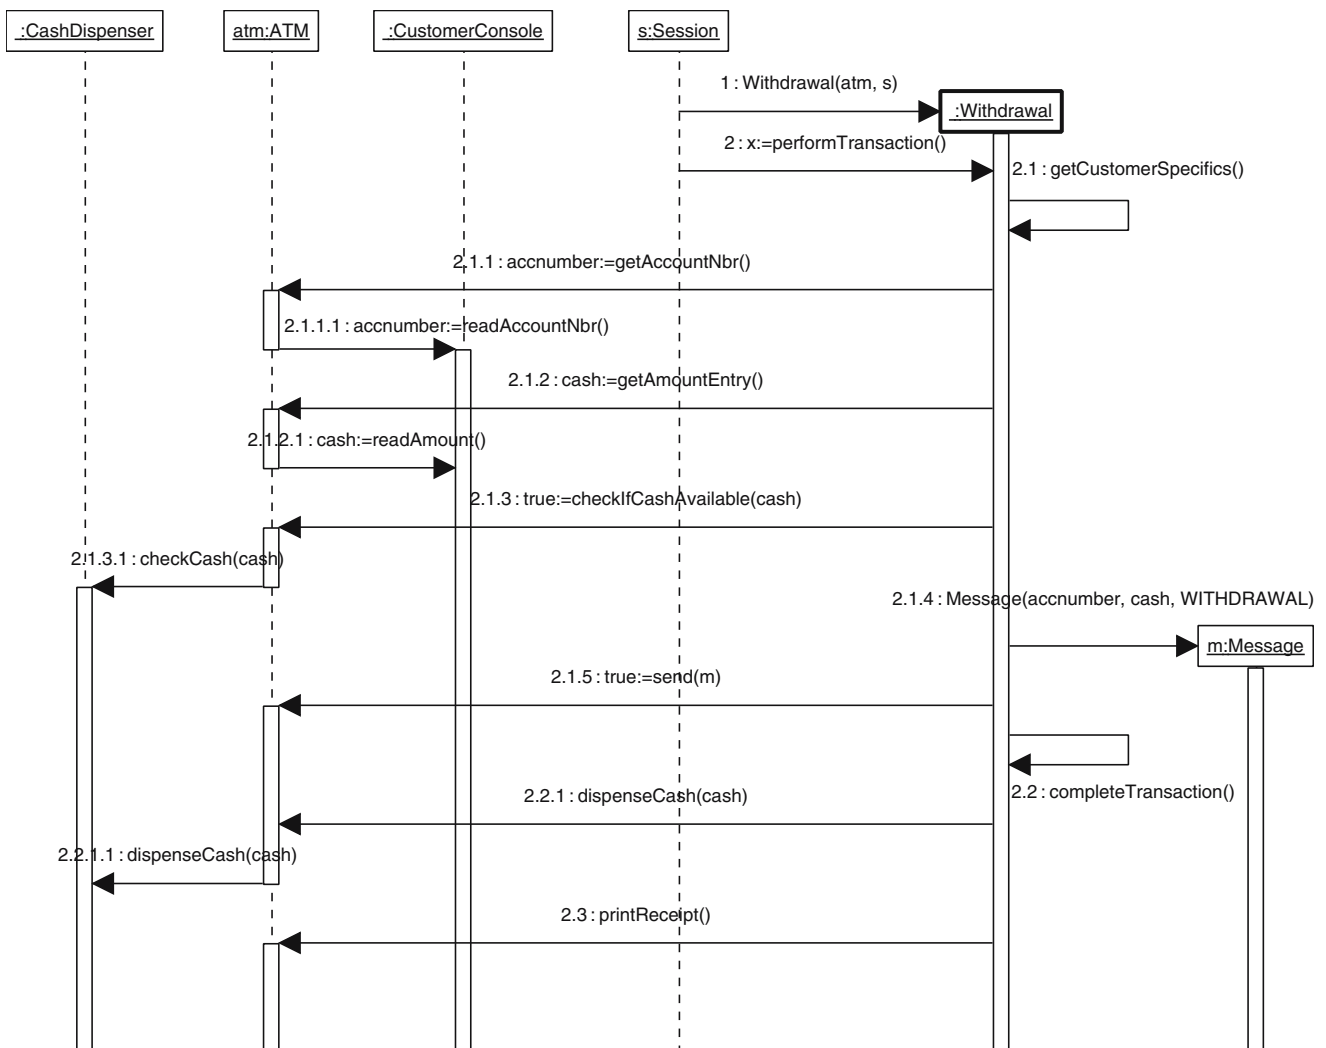 :CashDispenser
atm:ATM
:CustomerConsole
s:Session
1 : Withdrawal(atm, s)
:Withdrawal
2 : x:=performTransaction()
2.1 : getCustomerSpecifics()
2.1.1 : accnumber:=getAccountNbr()
2.1.1.1 : accnumber:=readAccountNbr()
2.1.2 : cash:=getAmountEntry()
2.1.2.1 : cash:=readAmount()
2.1.3 : true:=checkIfCashAvailable(cash)
2.1.3.1 : checkCash(cash)
2.1.4 : Message(accnumber, cash, WITHDRAWAL)
m:Message
2.1.5 : true:=send(m)
2.2 : completeTransaction()
2.2.1 : dispenseCash(cash)
2.2.1.1 : dispenseCash(cash)
2.3 : printReceipt()